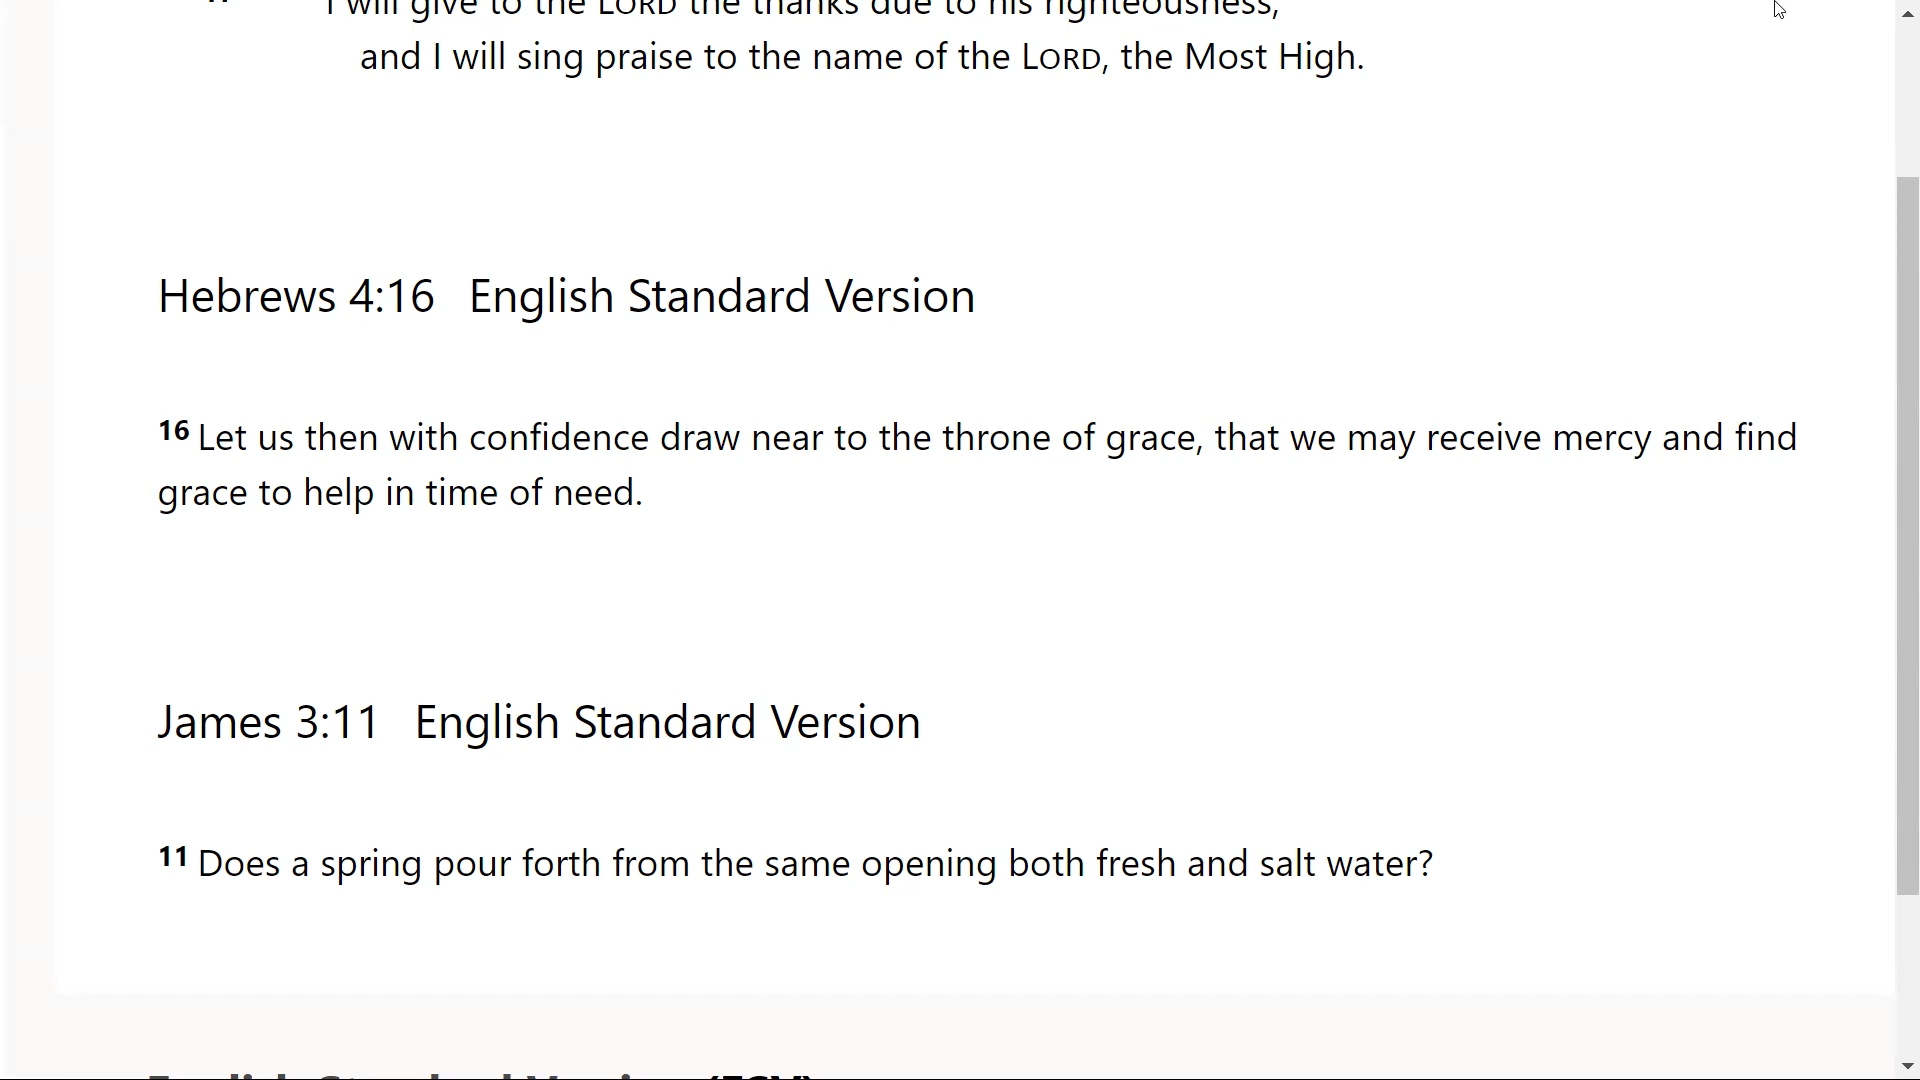 I will give to the LORD the thanks due to his righteousness,
and I will sing praise to the name of the LORD, the Most High.
Hebrews 4:16 English Standard Version
16 Let us then with confidence draw near to the throne of grace, that we may receive mercy and find
grace to help in time of need.
James 3:11 English Standard Version
11 Does a spring pour forth from the same opening both fresh and salt water?
English Standard Version (ESV)